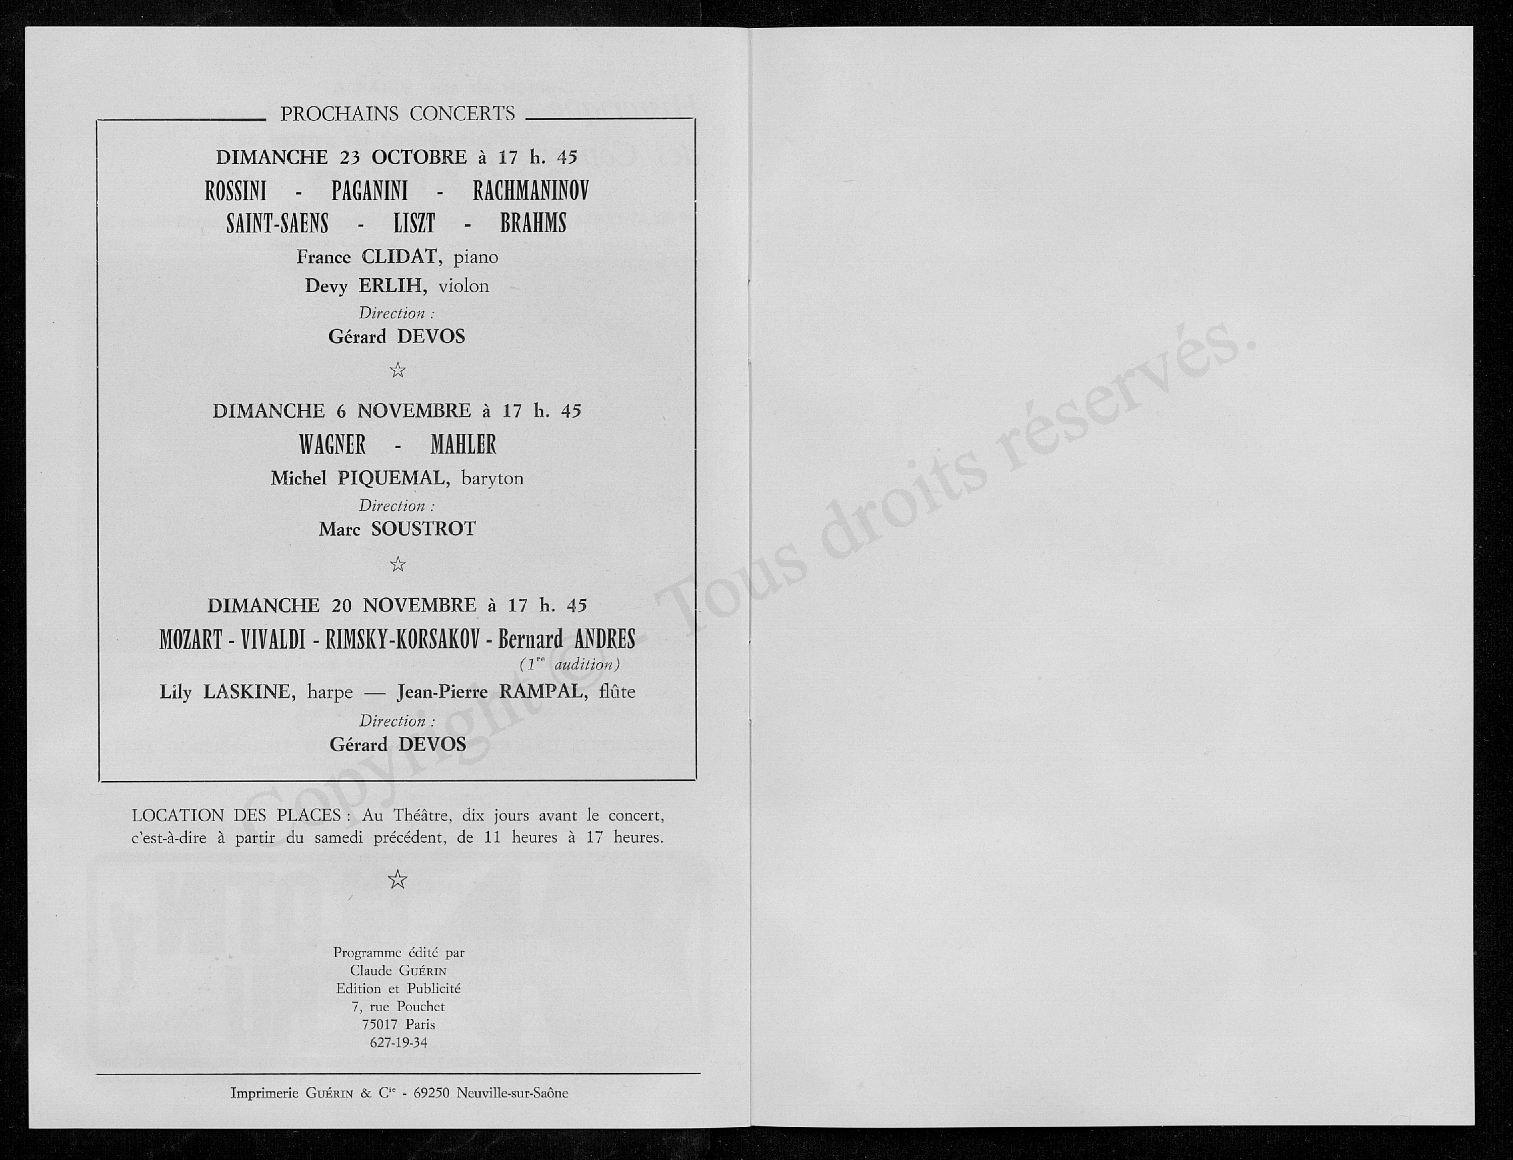 PROCHAINS CONCERTS
DIMANCHE 23 OCTOBRE à 17 h. 45
ROSSINI - PAGANINI - RACHMANINOV
SAINT-SAENS - LISZT - BRAHMS
France CLIDAT, piano
Devy ERLIH, violon
Direction :
Gérard DEVOS
☆
DIMANCHE 6 NOVEMBRE à 17 h. 45
WAGNER - MAHLER
Michel PIQUEMAL, baryton
Direction :
Marc SOUSTROT
☆
DIMANCHE 20 NOVEMBRE à 17 h. 45
MOZART - VIVALDI - RIMSKY-KORSAKOV - Bernard ANDRES
(1re audition)
Lily LASKINE, harpe — Jean-Pierre RAMPAL, flûte
Direction :
Gérard DEVOS
LOCATION DES PLACES : Au Théâtre, dix jours avant le concert,
c'est-à-dire à partir du samedi précédent, de 11 heures à 17 heures.
☆
Programme édité par
Claude GUÉRIN
Edition et Publicité
7, rue Pouchet
75017 Paris
627-19-34
Imprimerie GUÉRIN & Cie - 69250 Neuville-sur-Saône
Copyright © - Tous droits réservés.